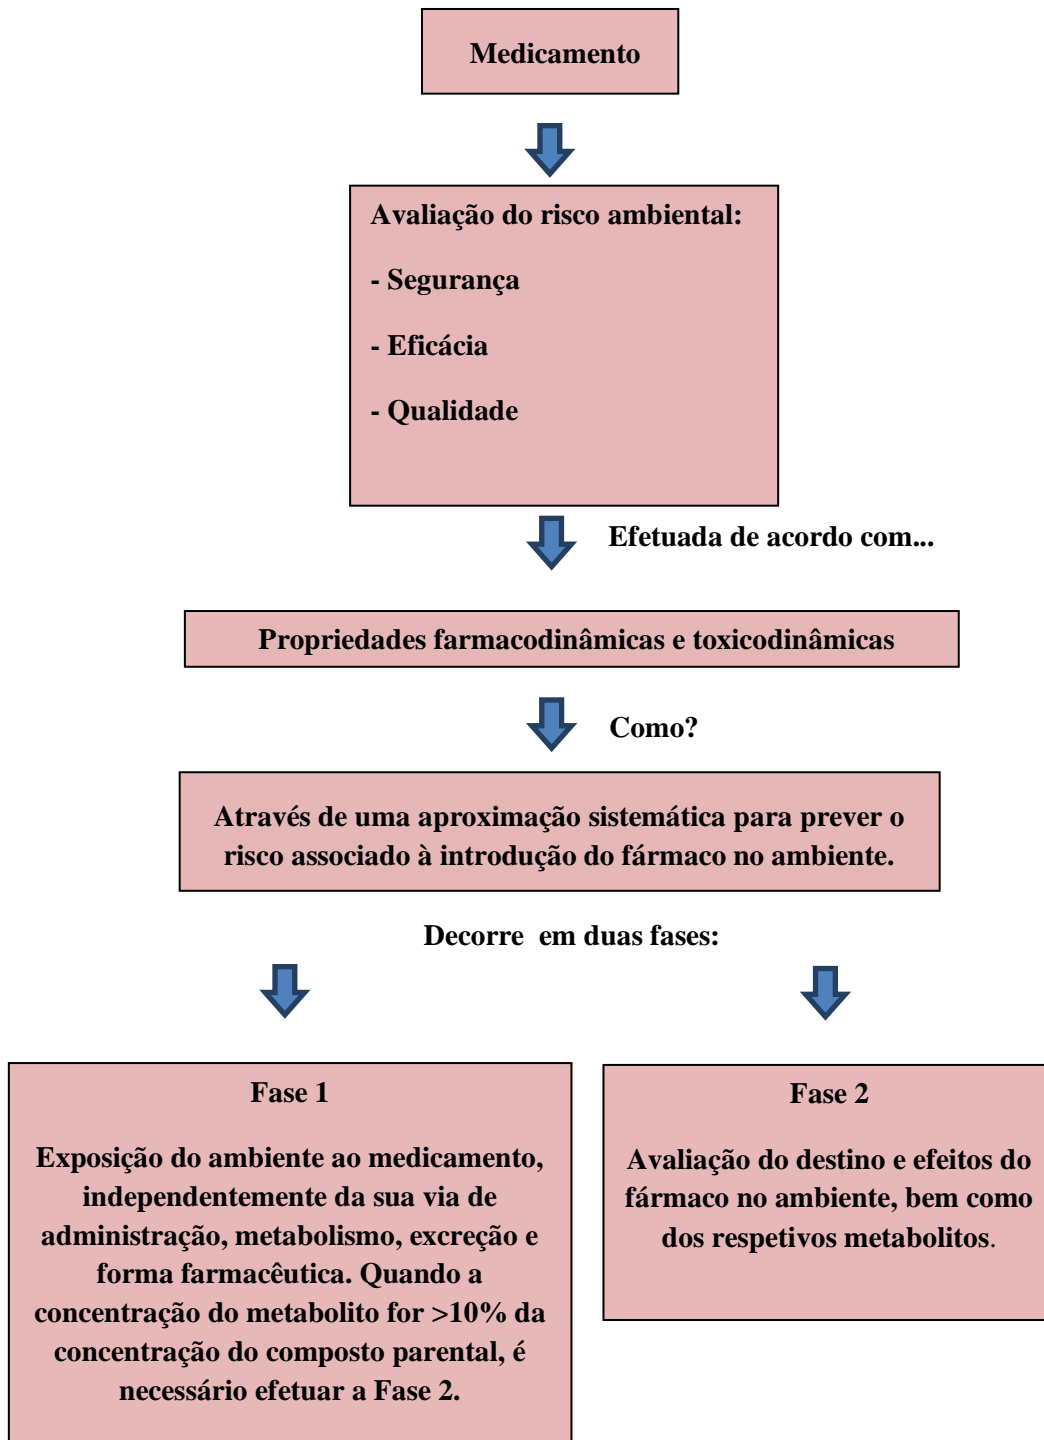 Medicamento
Avaliação do risco ambiental:
- Segurança
- Eficácia
- Qualidade
Efetuada de acordo com...
Propriedades farmacodinâmicas e toxicodinâmicas
Como?
Através de uma aproximação sistemática para prever o
risco associado à introdução do fármaco no ambiente.
Decorre em duas fases:
Fase 1
Exposição do ambiente ao medicamento,
independentemente da sua via de
administração, metabolismo, excreção e
forma farmacêutica. Quando a
concentração do metabolito for >10% da
concentração do composto parental, é
necessário efetuar a Fase 2.
Fase 2
Avaliação do destino e efeitos do
fármaco no ambiente, bem como
dos respetivos metabolitos.